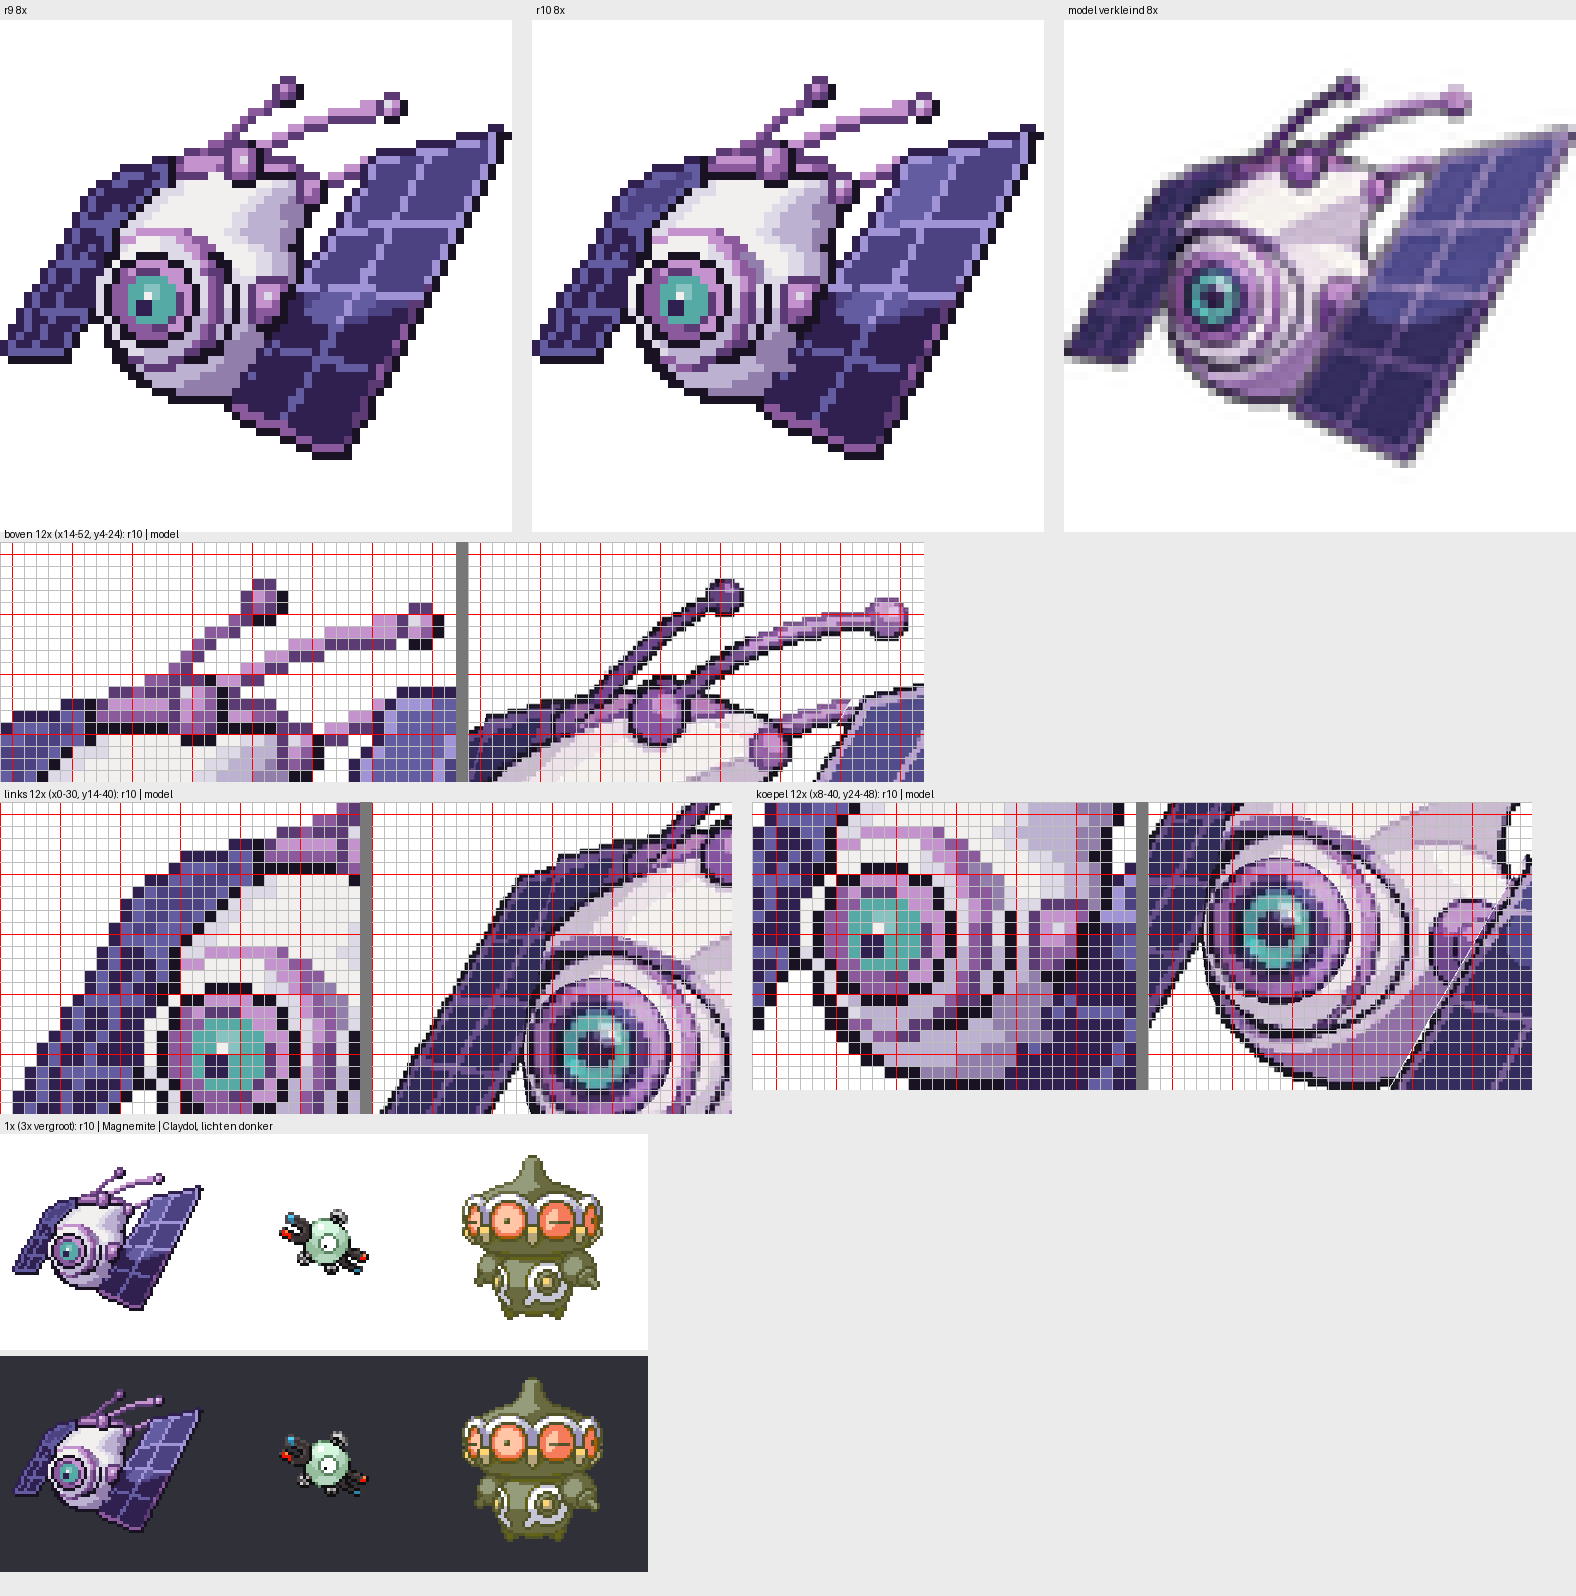 r9 8x
r10 8x
model verkleind 8x
boven 12x (x14-52, y4-24): r10 | model
links 12x (x0-30, y14-40): r10 | model
koepel 12x (x8-40, y24-48): r10 | model
1x (3x vergroot): r10 | Magnemite | Claydol, licht en donker